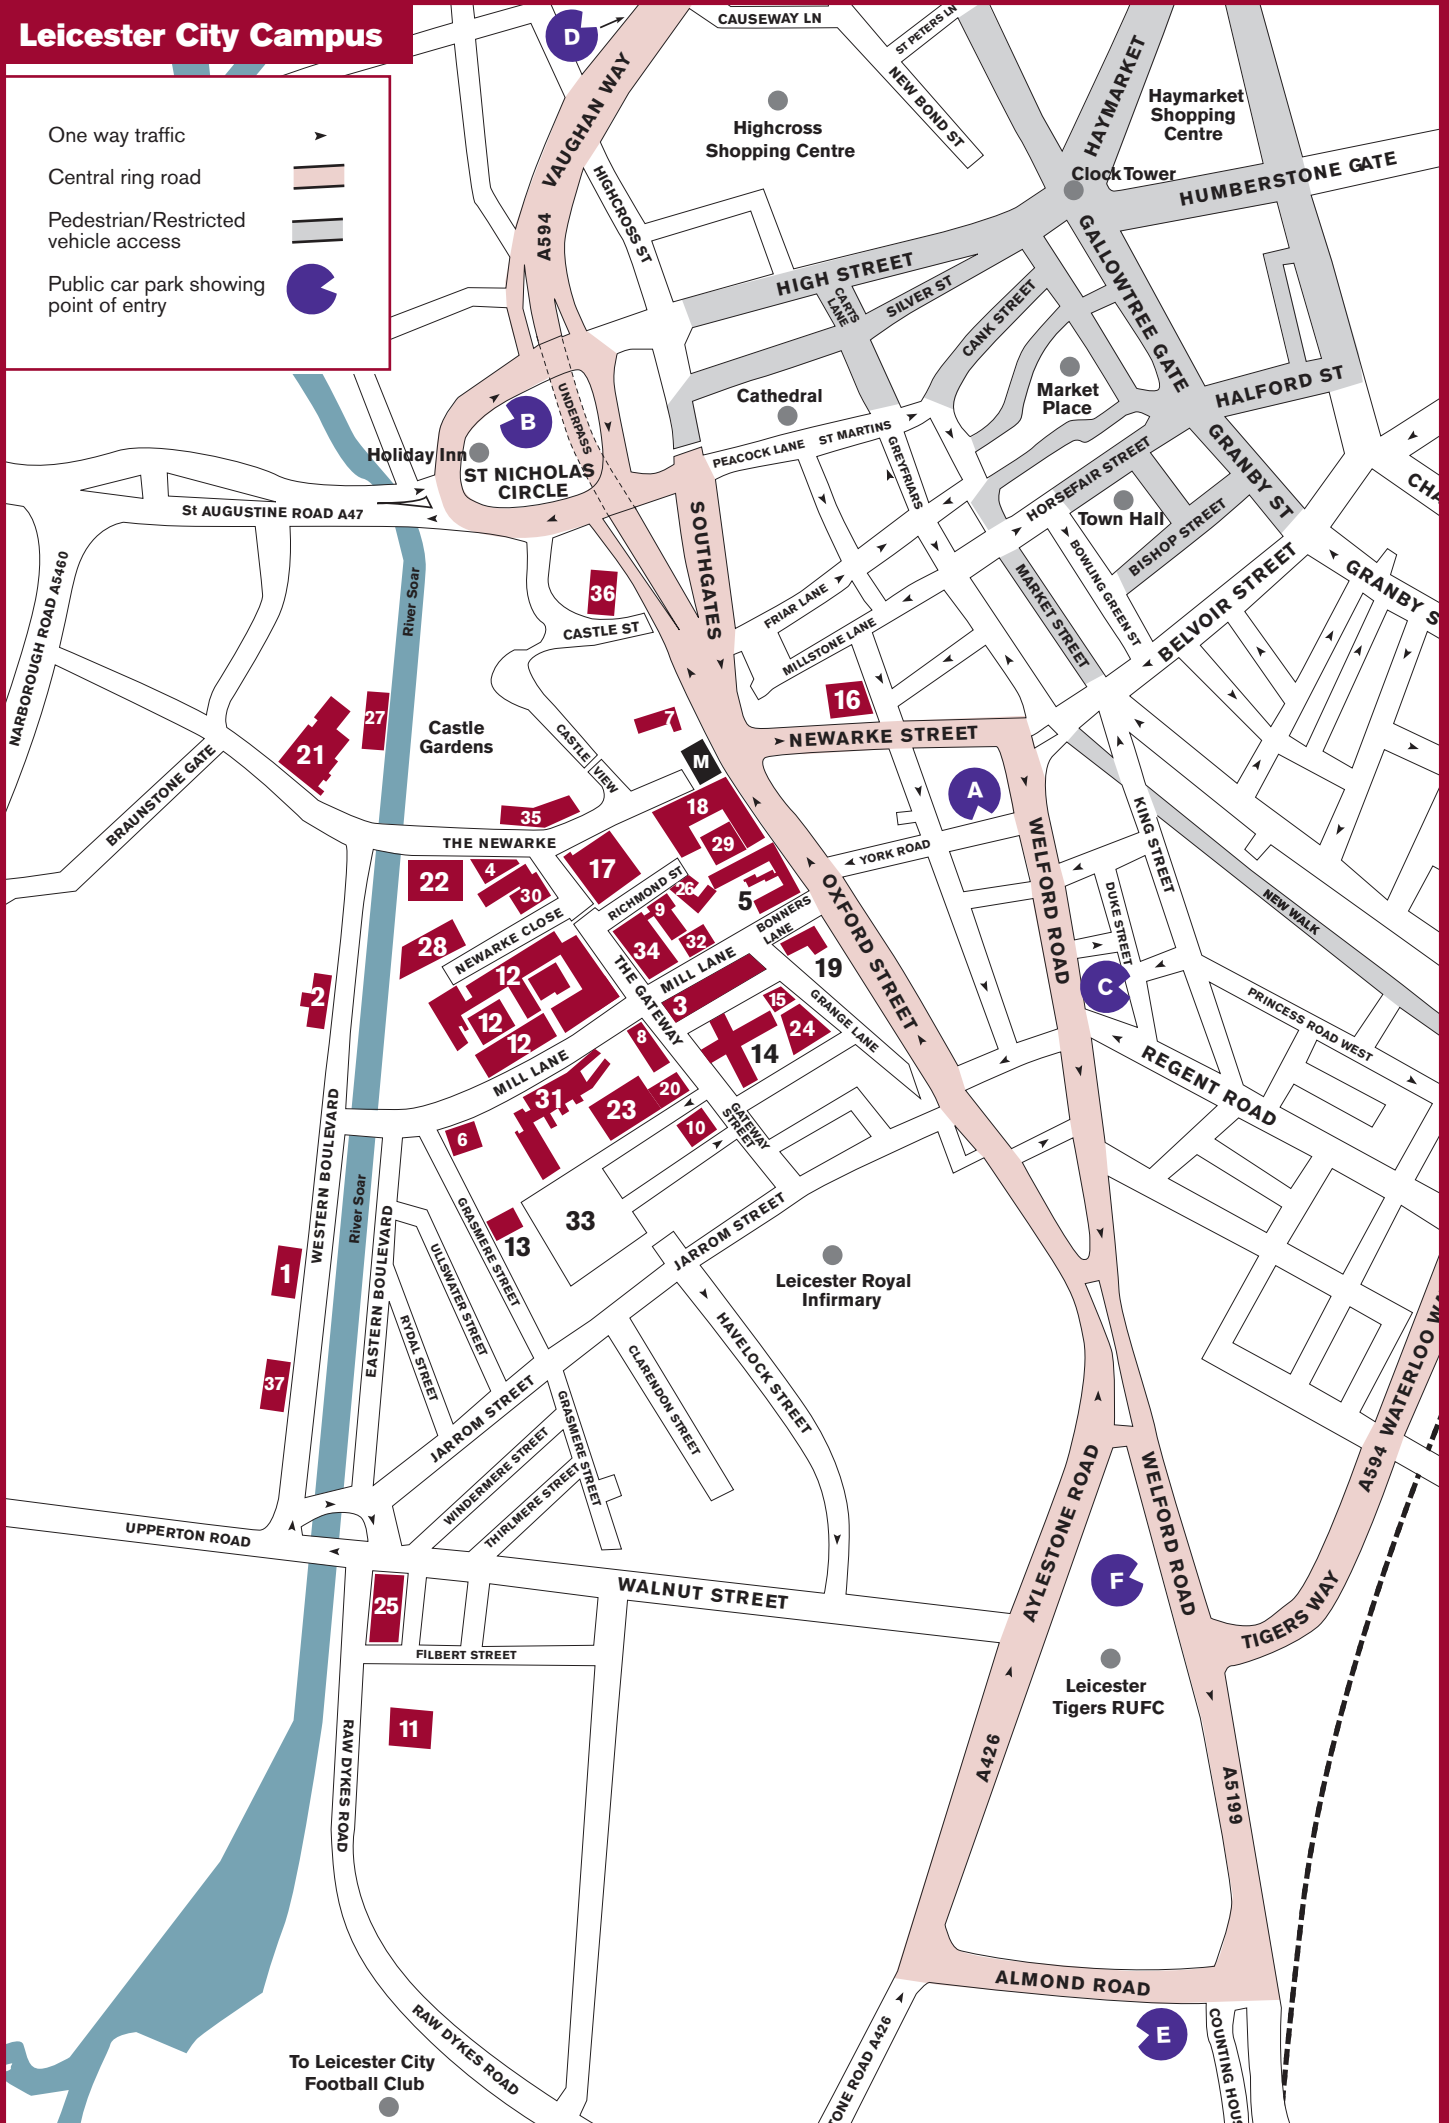 Leicester City Campus
One way traffic
Central ring road
Pedestrian/Restricted
vehicle access
Public car park showing
point of entry
D
CAUSEWAY LN
ST PETERS LN
NEW BOND ST
VAUGHAN WAY
A594
HIGHCROSS ST
Highcross
Shopping Centre
HAYMARKET
Haymarket
Shopping
Centre
Clock Tower
HUMBERSTONE GATE
GALLOWTREE GATE
HIGH STREET
CARTS
LANE
SILVER ST
CANK STREET
Market
Place
HALFORD ST
Cathedral
PEACOCK LANE
ST MARTINS
GREYFRIARS
UNDERPASS
B
Holiday Inn
ST NICHOLAS
CIRCLE
St AUGUSTINE ROAD A47
HORSEFAIR STREET
GRANBY ST
Town Hall
BISHOP STREET
BOWLING GREEN ST
MARKET STREET
BELVOIR STREET
GRANBY S
CHA
SOUTHGATES
FRIAR LANE
MILLSTONE LANE
NARBOROUGH ROAD A5460
River Soar
36
CASTLE ST
16
7
27
21
Castle
Gardens
CASTLE
VIEW
M
NEWARKE STREET
A
BRAUNSTONE GATE
35
18
THE NEWARKE
29
YORK ROAD
WELFORD ROAD
KING STREET
DUKE STREET
NEW WALK
22
4
30
17
RICHMOND ST
26
5
9
BONNERS
LANE
OXFORD STREET
28
NEWARKE CLOSE
34
32
MILL LANE
19
12
THE GATEWAY
3
15
24
GRANGE LANE
C
PRINCESS ROAD WEST
2
12
12
8
14
REGENT ROAD
MILL LANE
31
23
20
10
GATEWAY
STREET
6
WESTERN BOULEVARD
River Soar
EASTERN BOULEVARD
GRASMERE STREET
13
33
JARROM STREET
ULLSWATER STREET
RYDAL STREET
1
37
Leicester Royal
Infirmary
HAVELOCK STREET
CLARENDON STREET
JARROM STREET
GRASMERE STREET
WINDERMERE STREET
THIRLMERE STREET
A594 WATERLOO WA
UPPERTON ROAD
WALNUT STREET
AYLESTONE ROAD
WELFORD ROAD
F
TIGERS WAY
25
FILBERT STREET
Leicester
Tigers RUFC
11
RAW DYKES ROAD
A426
A5199
ALMOND ROAD
E
COUNTING HOUS
TONE ROAD A426
RAW DYKES ROAD
To Leicester City
Football Club